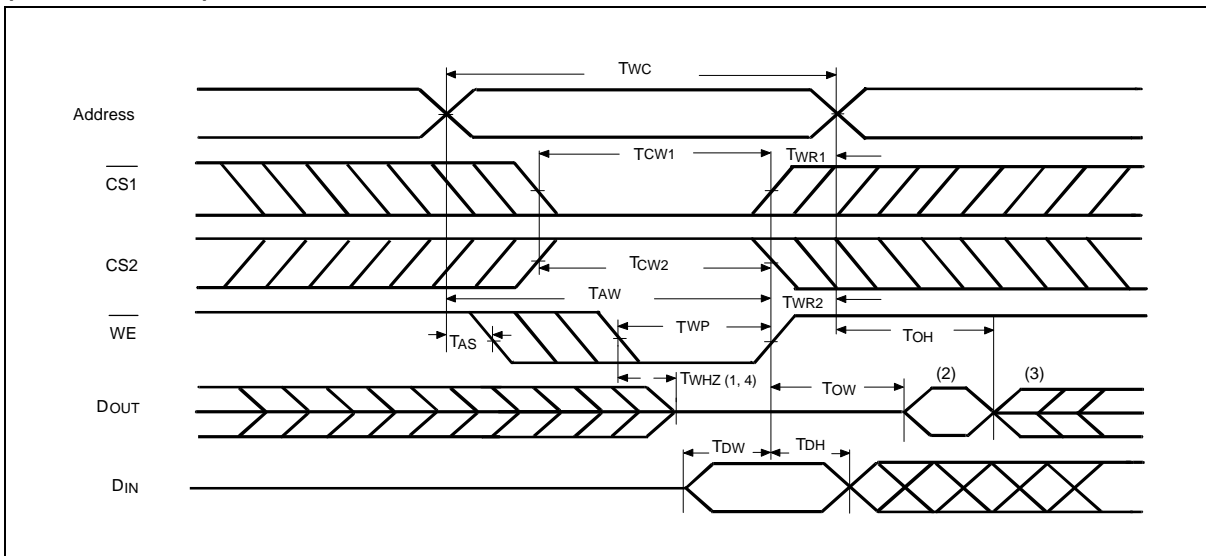 TWC
Address
TCW1
TWR1
CS1
CS2
TCW2
TAW
TWR2
WE
TAS
TWP
TOH
TWHZ (1, 4)
TOW
(2)
(3)
DOUT
TDW
TDH
DIN